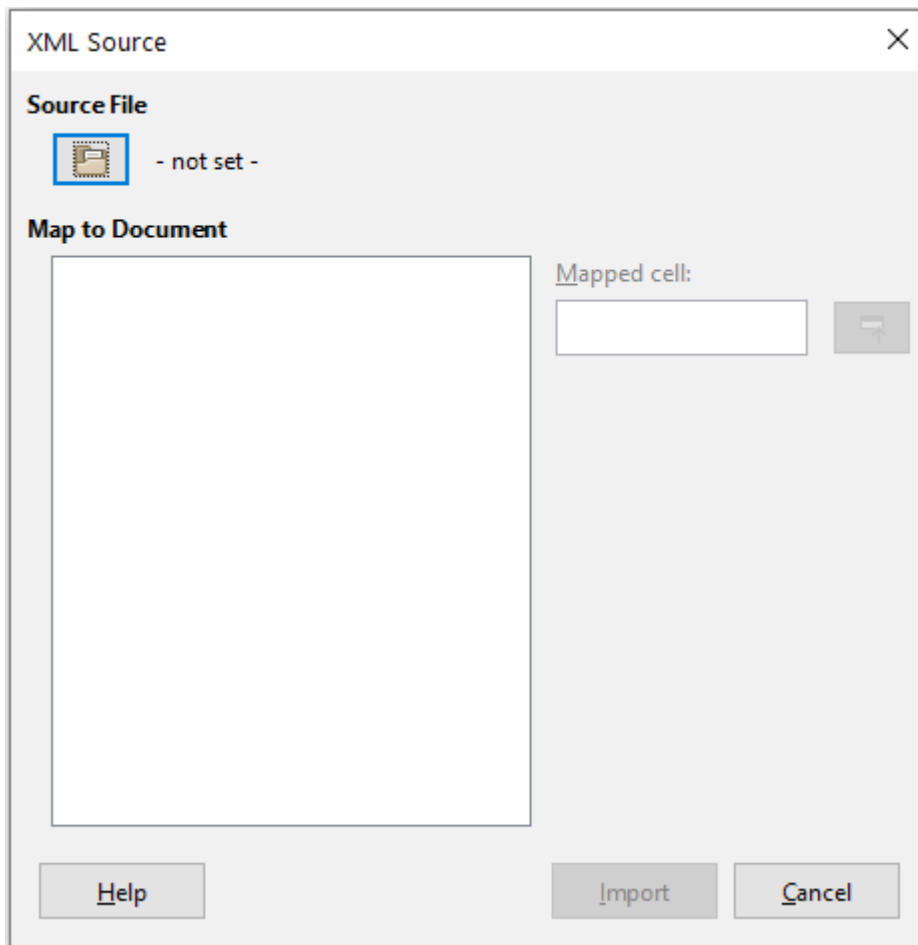 XML Source
Source File
- not set -
Map to Document
Mapped cell:
Help
Import
Cancel